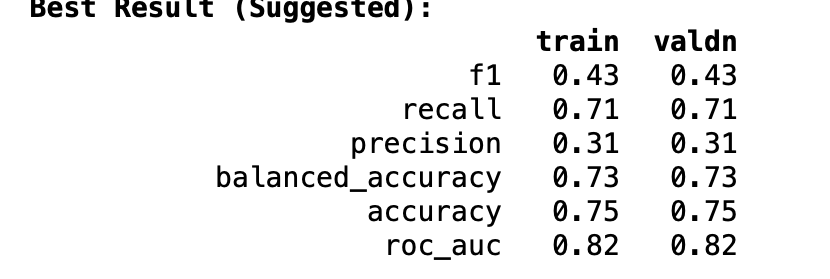 Best Result (Suggested):
train valdn
f1 0.43 0.43
recall 0.71 0.71
precision 0.31 0.31
balanced_accuracy 0.73 0.73
accuracy 0.75 0.75
roc_auc 0.82 0.82